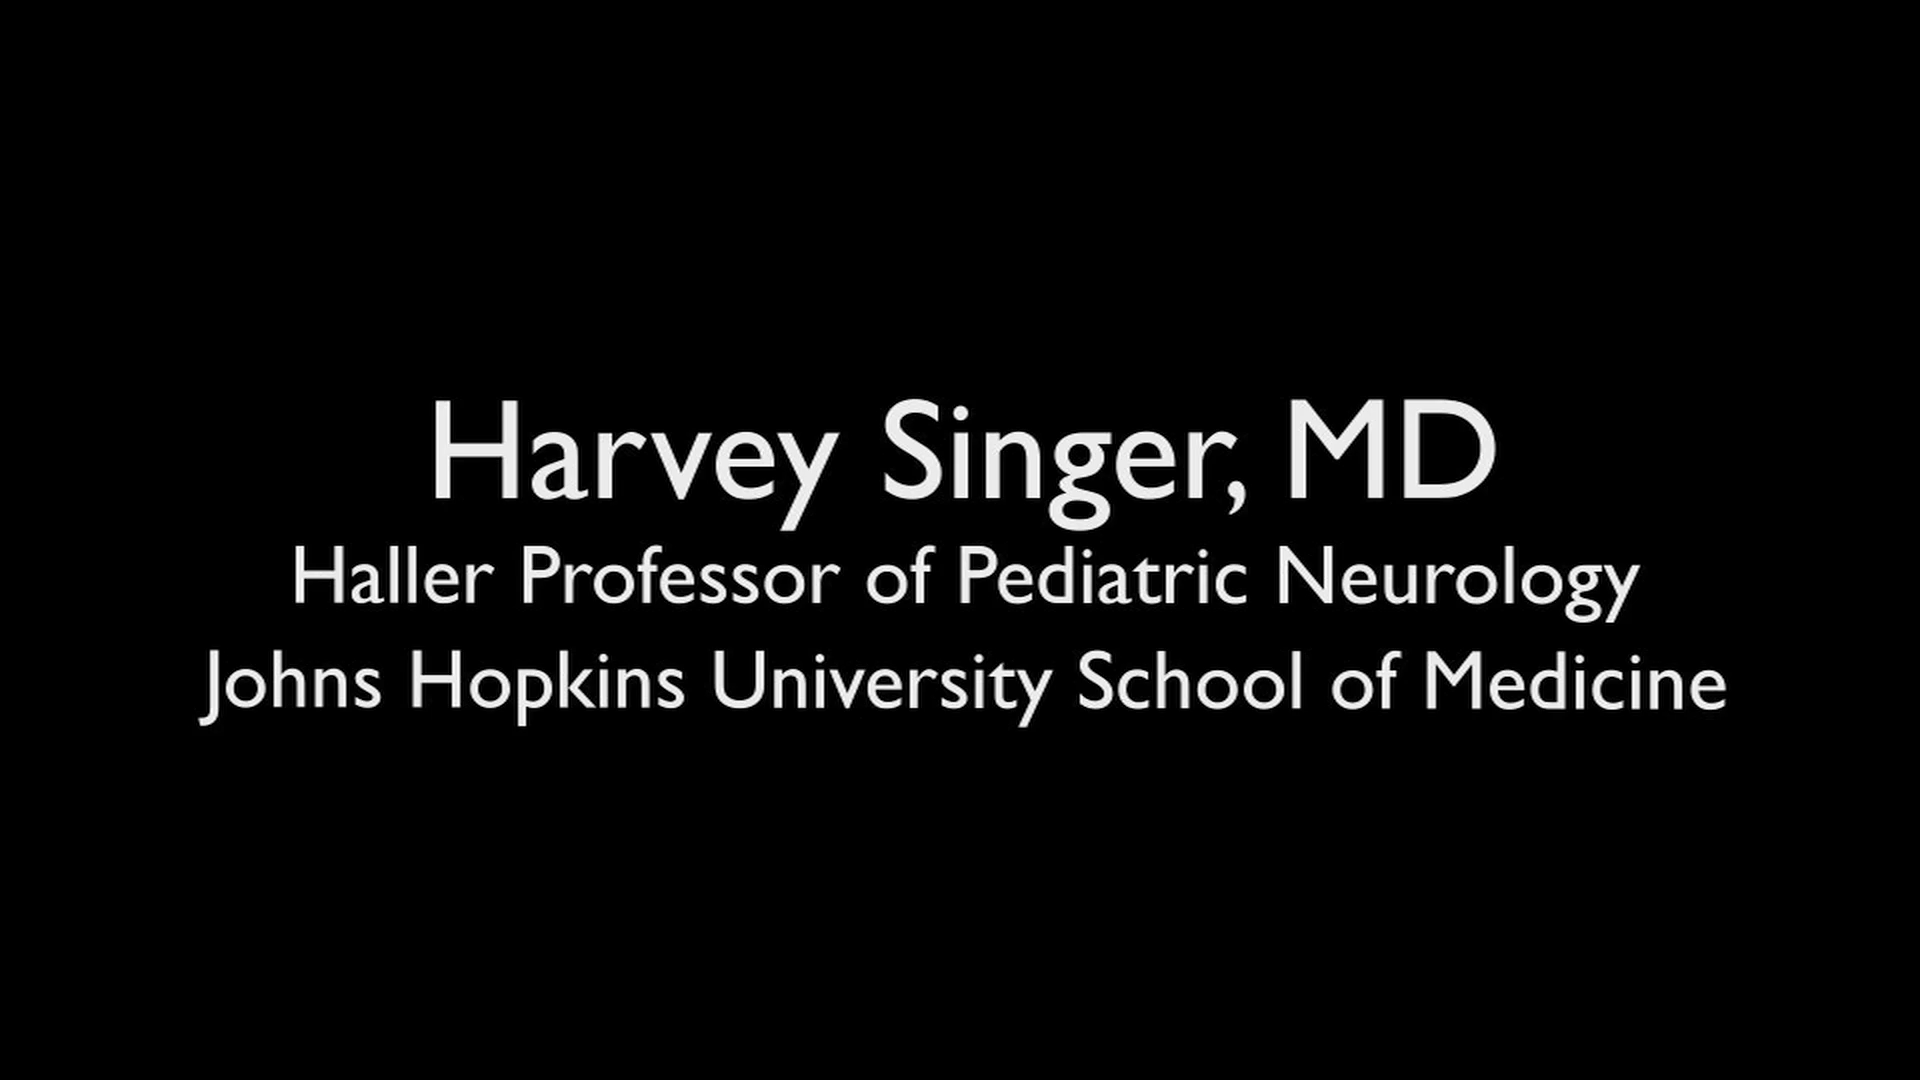 Harvey Singer, MD
Haller Professor of Pediatric Neurology
Johns Hopkins University School of Medicine